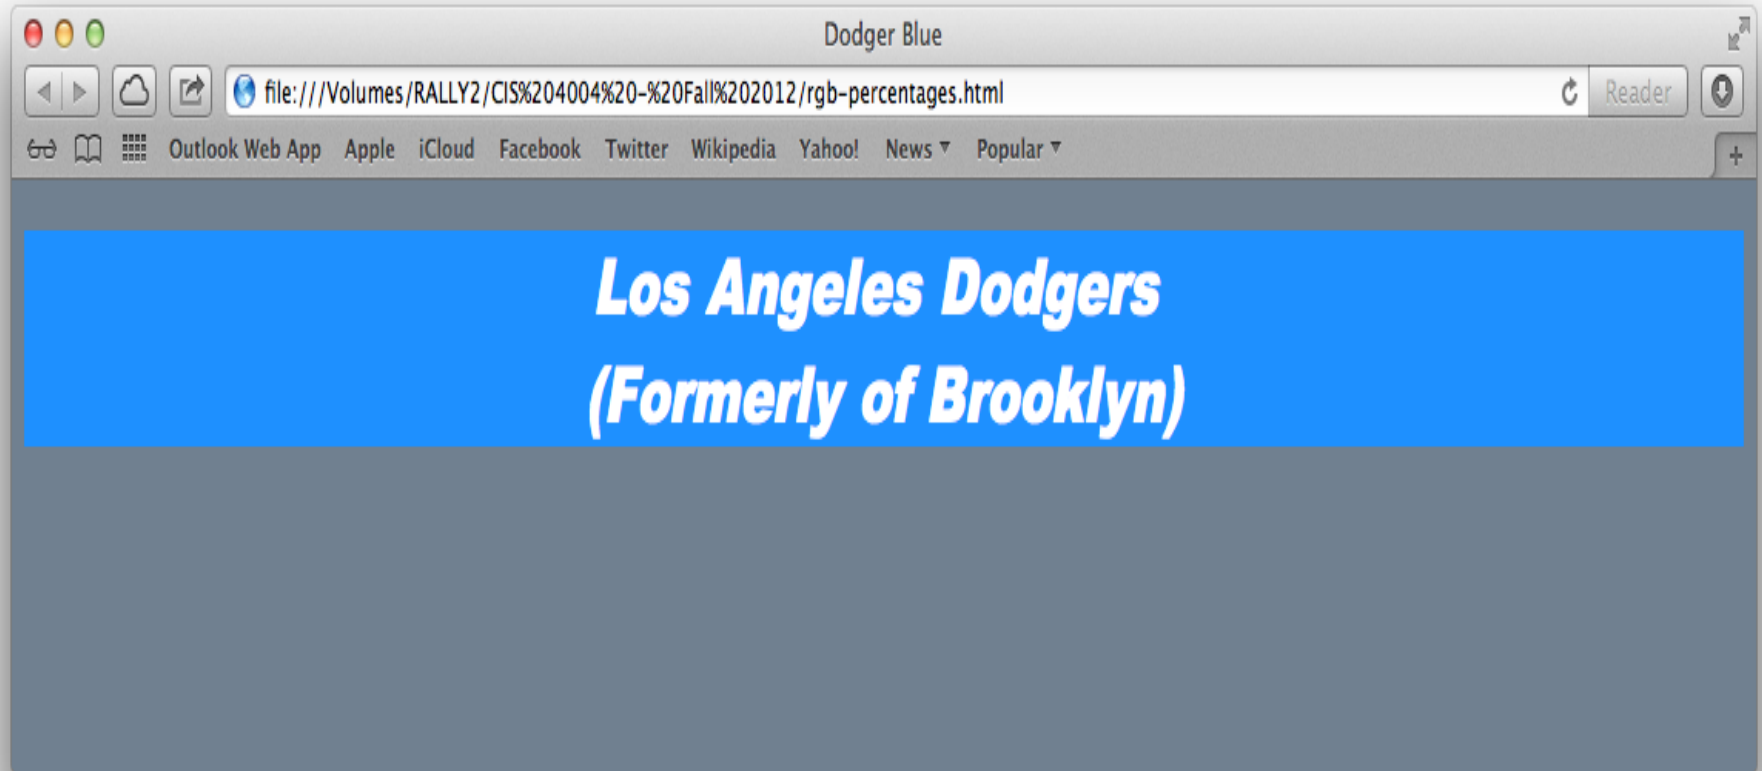 Dodger Blue
file:///Volumes/RALLY2/CIS%204004%20-%20Fall%202012/rgb-percentages.html
Reader
Outlook Web App Apple iCloud Facebook Twitter Wikipedia Yahoo! News Popular
Los Angeles Dodgers
(Formerly of Brooklyn)